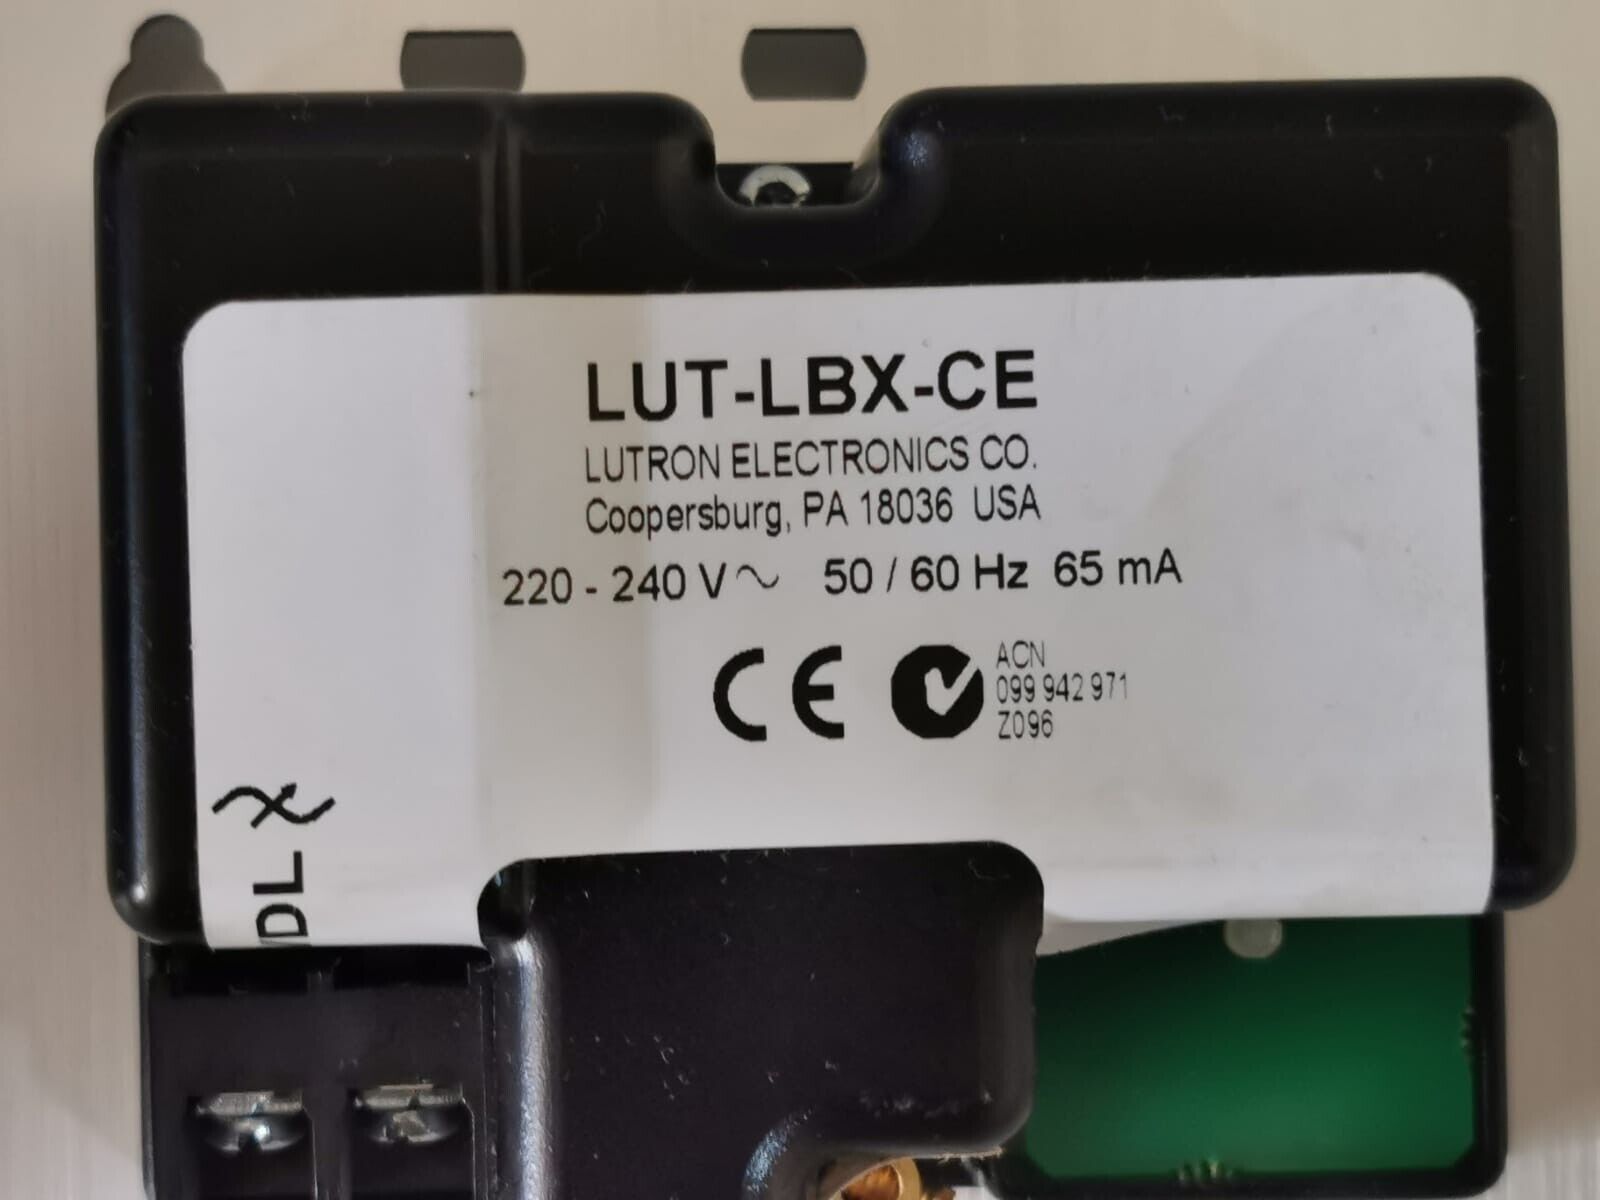 LUT-LBX-CE
LUTRON ELECTRONICS CO.
Coopersburg, PA 18036 USA
220 - 240 V~ 50 / 60 Hz 65 mA
CE
ACN
099 942 971
Z096
DL